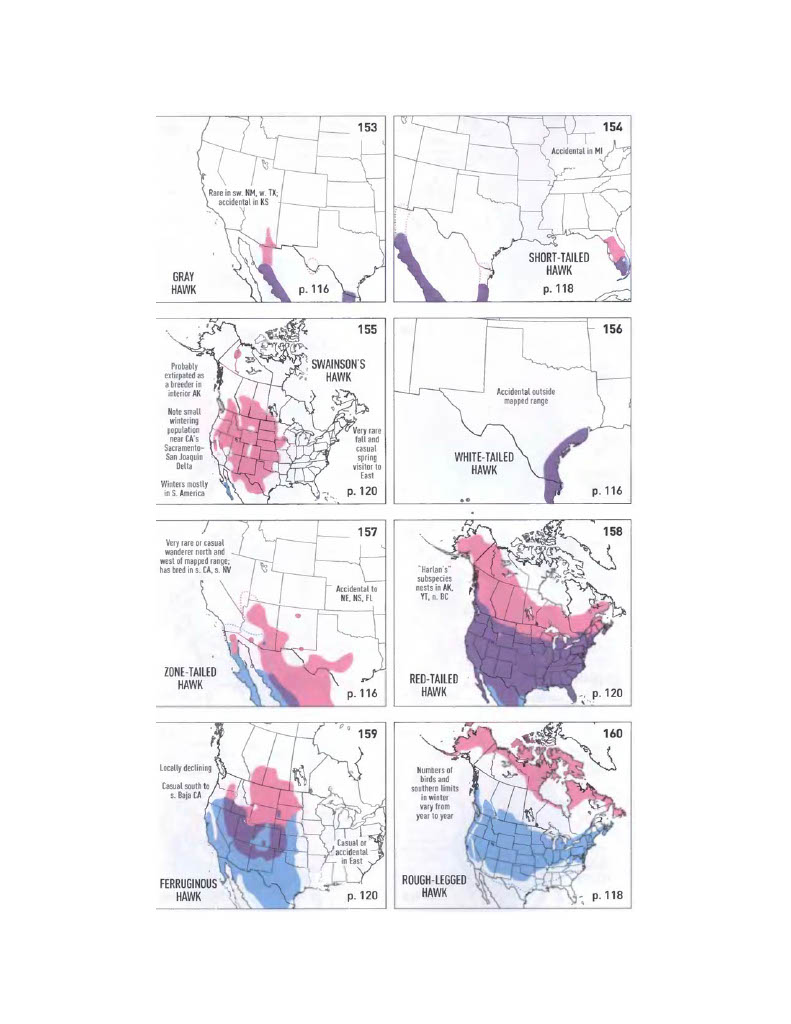 153
Rare in sw. NM, w. TX;
accidental in KS
GRAY
HAWK
p. 116
154
Accidental in MI
SHORT-TAILED
HAWK
p. 118
155
SWAINSON'S
HAWK
Probably
extirpated as
a breeder in
interior AK
Note small
wintering
population
near CA's
Sacramento–
San Joaquin
Delta
Winters mostly
in S. America
Very rare
fall and
casual
spring
visitor to
East
p. 120
156
Accidental outside
mapped range
WHITE-TAILED
HAWK
p. 116
157
Very rare or casual
wanderer north and
west of mapped range;
has bred in s. CA, s. NV
Accidental to
NE, NS, FL
ZONE-TAILED
HAWK
p. 116
158
"Harlan's"
subspecies
nests in AK,
YT, n. BC
RED-TAILED
HAWK
p. 120
159
Locally declining
Casual south to
s. Baja CA
Casual or
accidental
in East
FERRUGINOUS
HAWK
p. 120
160
Numbers of
birds and
southern limits
in winter
vary from
year to year
ROUGH-LEGGED
HAWK
p. 118